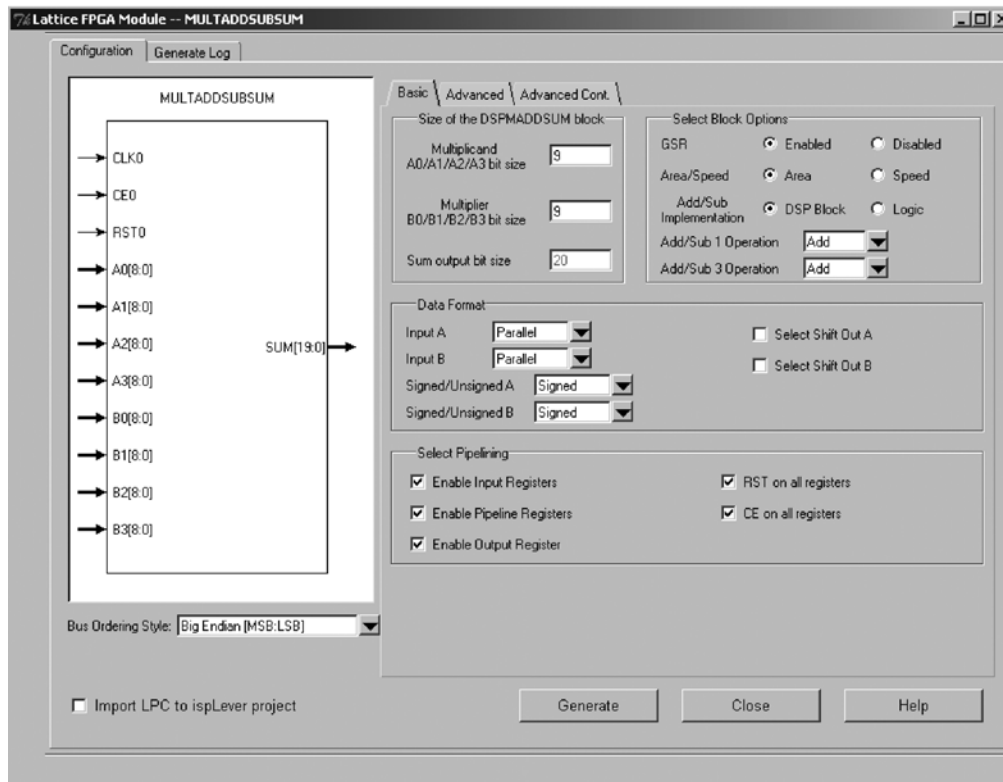 Lattice FPGA Module -- MULTADDSUBSUM
Configuration
Generate Log
MULTADDSUBSUM
CLK0
CE0
RST0
A0[8:0]
A1[8:0]
A2[8:0]
A3[8:0]
B0[8:0]
B1[8:0]
B2[8:0]
B3[8:0]
SUM[19:0]
Bus Ordering Style: Big Endian [MSB:LSB]
Basic
Advanced
Advanced Cont.
Size of the DSPMADDSUM block
Multiplicand
A0/A1/A2/A3 bit size
9
Multiplier
B0/B1/B2/B3 bit size
9
Sum output bit size
20
Select Block Options
GSR Enabled Disabled
Area/Speed Area Speed
Add/Sub
Implementation
DSP Block Logic
Add/Sub 1 Operation Add
Add/Sub 3 Operation Add
Data Format
Input A Parallel
Input B Parallel
Signed/Unsigned A Signed
Signed/Unsigned B Signed
Select Shift Out A
Select Shift Out B
Select Pipelining
Enable Input Registers
Enable Pipeline Registers
Enable Output Register
RST on all registers
CE on all registers
Import LPC to ispLever project
Generate
Close
Help